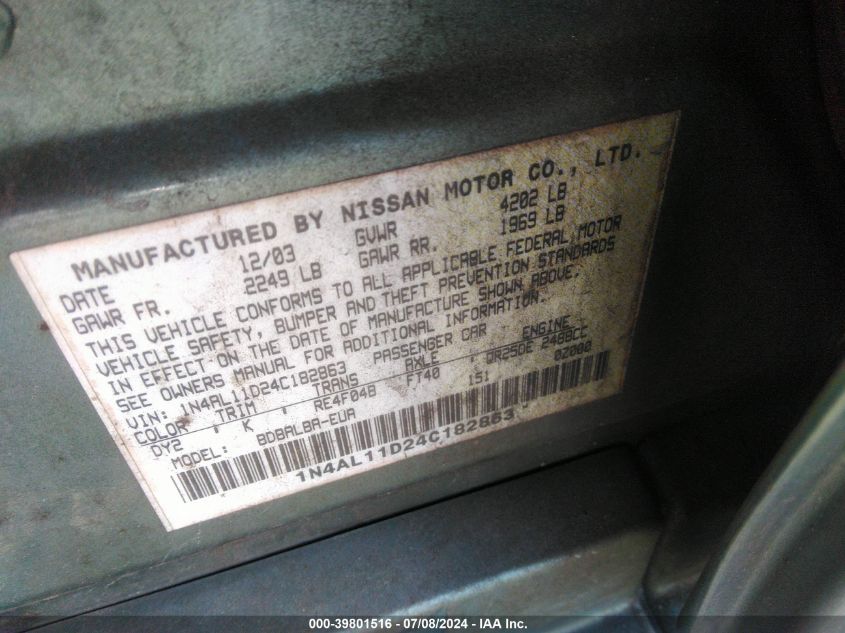 MANUFACTURED BY NISSAN MOTOR CO., LTD.
DATE 12/03 GVWR 4202 LB
GAWR FR. 2249 LB GAWR RR. 1969 LB
THIS VEHICLE CONFORMS TO ALL APPLICABLE FEDERAL MOTOR
VEHICLE SAFETY, BUMPER AND THEFT PREVENTION STANDARDS
IN EFFECT ON THE DATE OF MANUFACTURE SHOWN ABOVE.
SEE OWNERS MANUAL FOR ADDITIONAL INFORMATION.
VIN: 1N4AL11D24C182863 PASSENGER CAR
COLOR TRIM TRANS AXLE ENGINE
DY2 K RE4F04B FT40 151 QR25DE 2488CC
MODEL: BDBALBA-EUA 0Z000
1N4AL11D24C182863
000-39801516 - 07/08/2024 - IAA Inc.